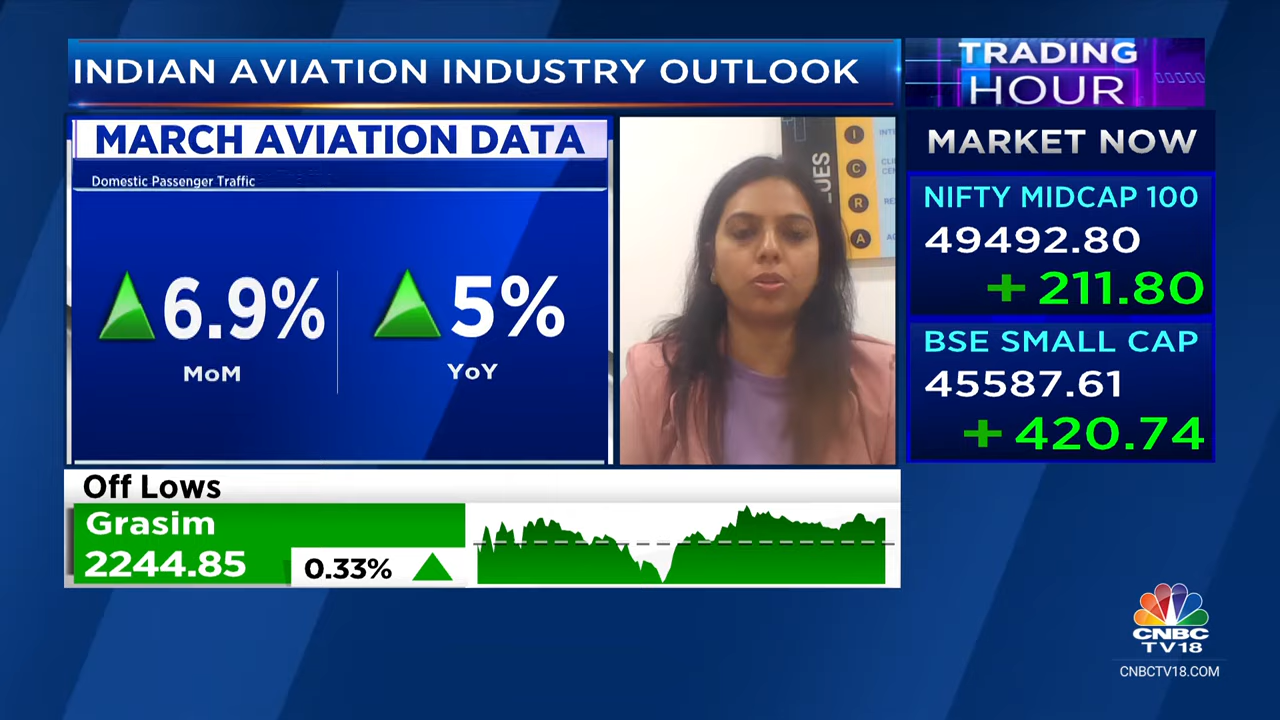 INDIAN AVIATION INDUSTRY OUTLOOK
TRADING
HOUR
MARCH AVIATION DATA
Domestic Passenger Traffic
6.9%
MoM
5%
YoY
UES
I
C
R
A
MARKET NOW
NIFTY MIDCAP 100
49492.80
+ 211.80
BSE SMALL CAP
45587.61
+ 420.74
Off Lows
Grasim
2244.85
0.33%
CNBC
TV18
CNBCTV18.COM